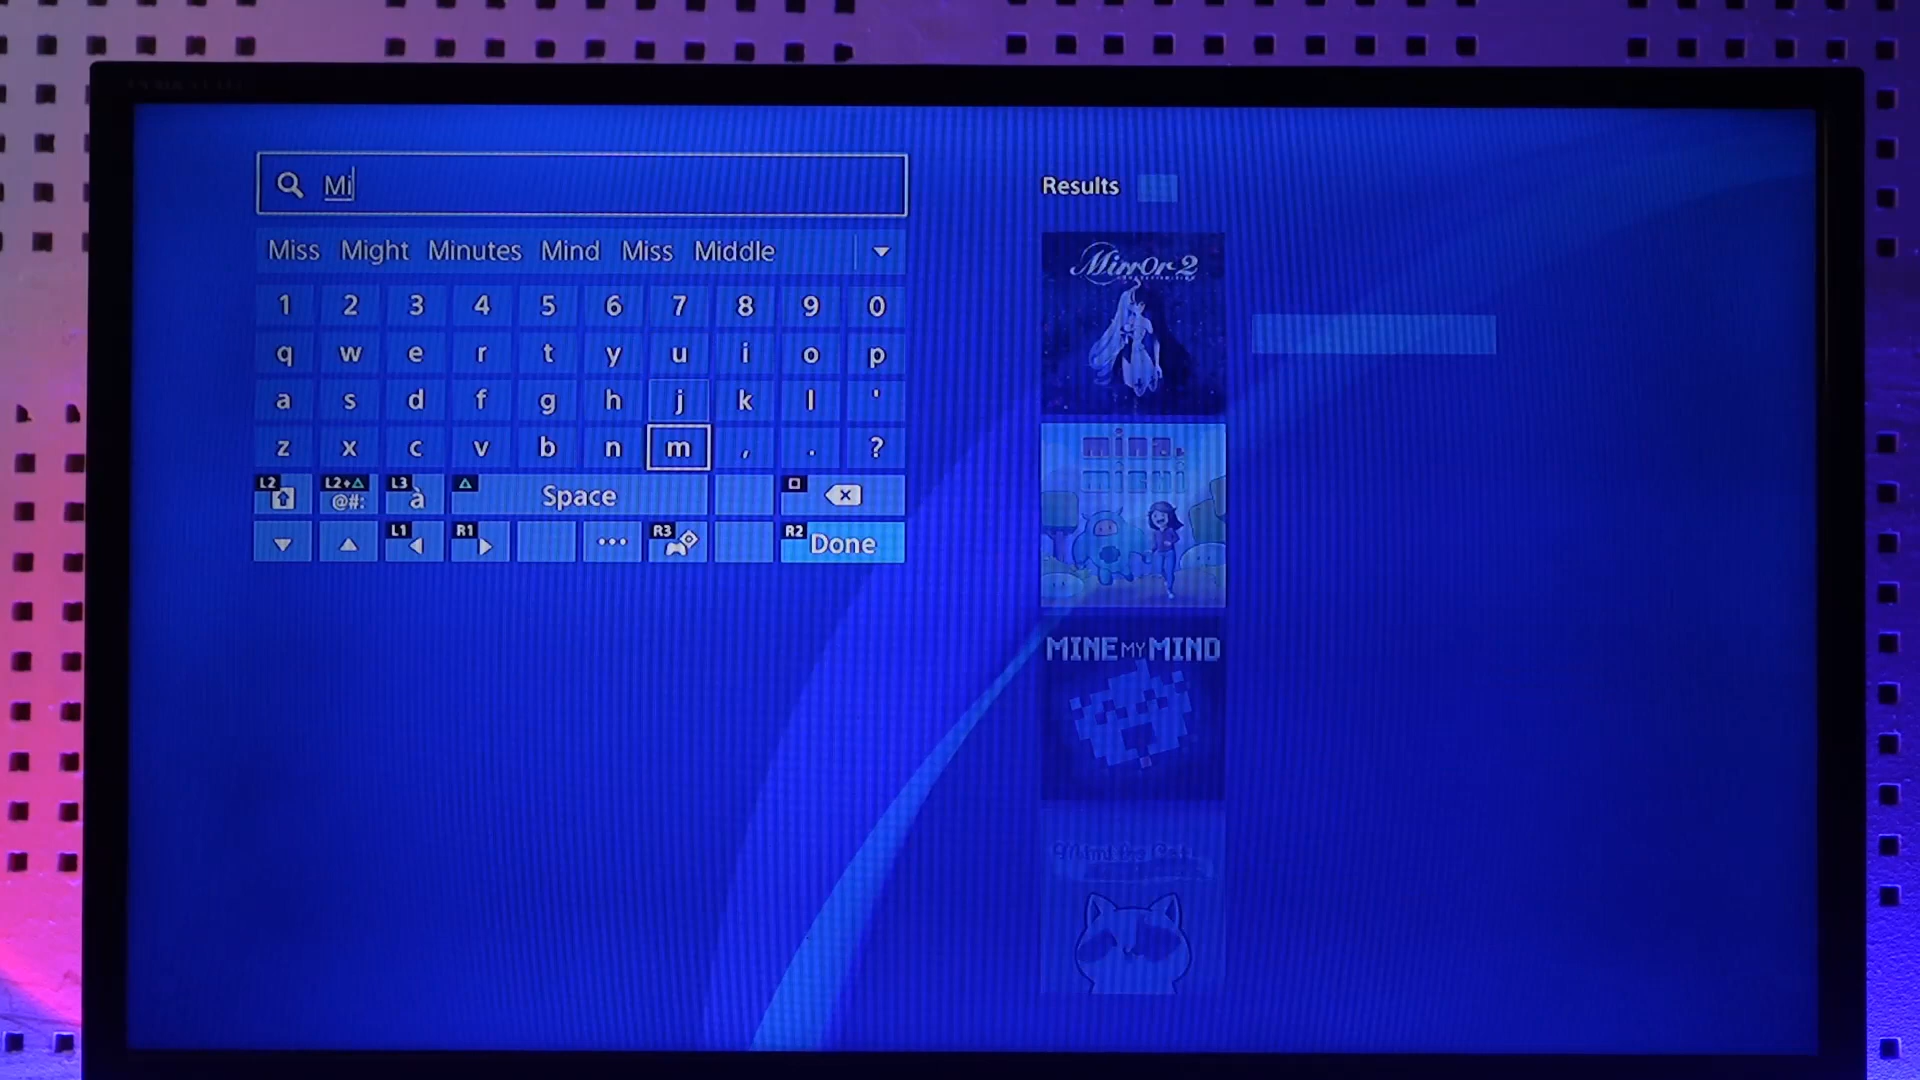 Mi
Results
Miss Might Minutes Mind Miss Middle
1 2 3 4 5 6 7 8 9 0
q w e r t y u i o p
a s d f g h j k l '
z x c v b n m , . ?
L2 L2+△ @#: L3 à △ Space
L1 R1 ... R3 R2 Done
Mirror 2
mina.
michi
MINE MY MIND